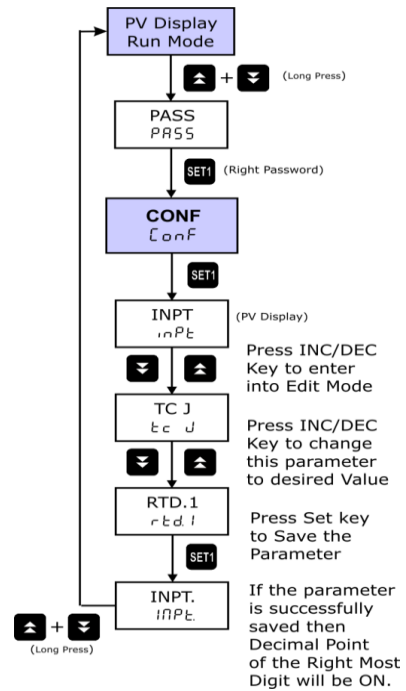 PV Display
Run Mode
+ (Long Press)
PASS
PASS
SET1 (Right Password)
CONF
ConF
SET1
INPT (PV Display)
inPt
Press INC/DEC
Key to enter
into Edit Mode
TC J
tc J
Press INC/DEC
Key to change
this parameter
to desired Value
RTD.1
rtd.1
Press Set key
to Save the
Parameter
SET1
INPT.
INPt.
If the parameter
is successfully
saved then
Decimal Point
of the Right Most
Digit will be ON.
+
(Long Press)